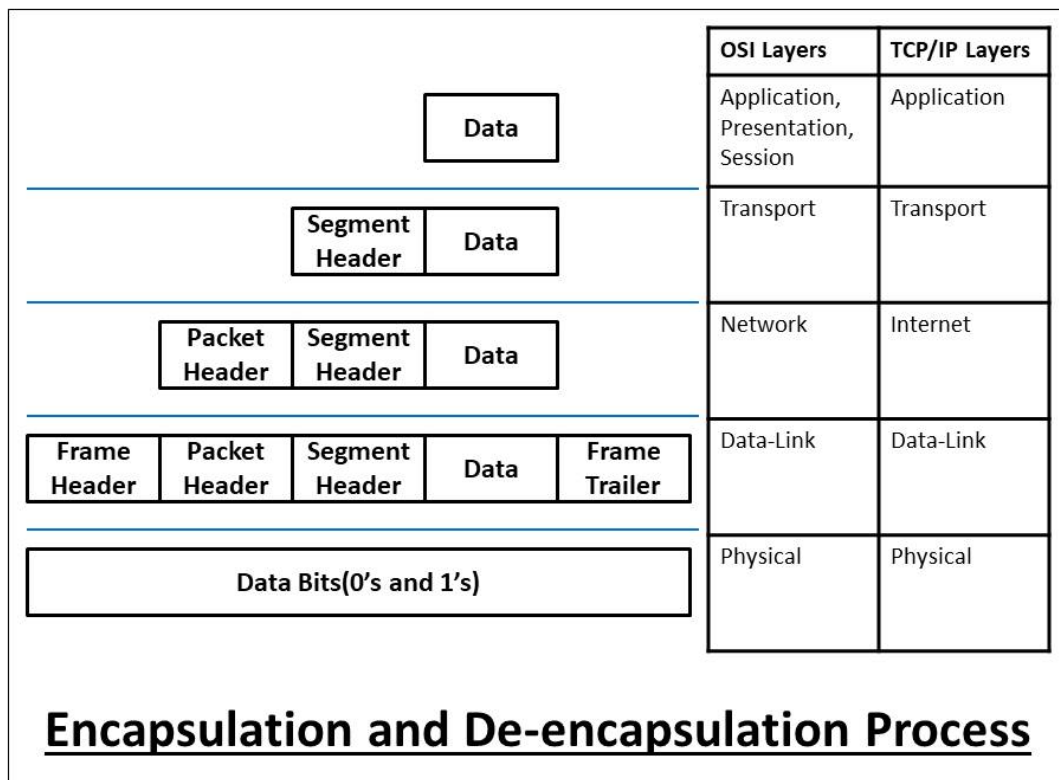 Data
Segment
Header
Data
Packet
Header
Segment
Header
Data
Frame
Header
Packet
Header
Segment
Header
Data
Frame
Trailer
Data Bits(0's and 1's)
OSI Layers
TCP/IP Layers
Application,
Presentation,
Session
Application
Transport
Transport
Network
Internet
Data-Link
Data-Link
Physical
Physical
Encapsulation and De-encapsulation Process